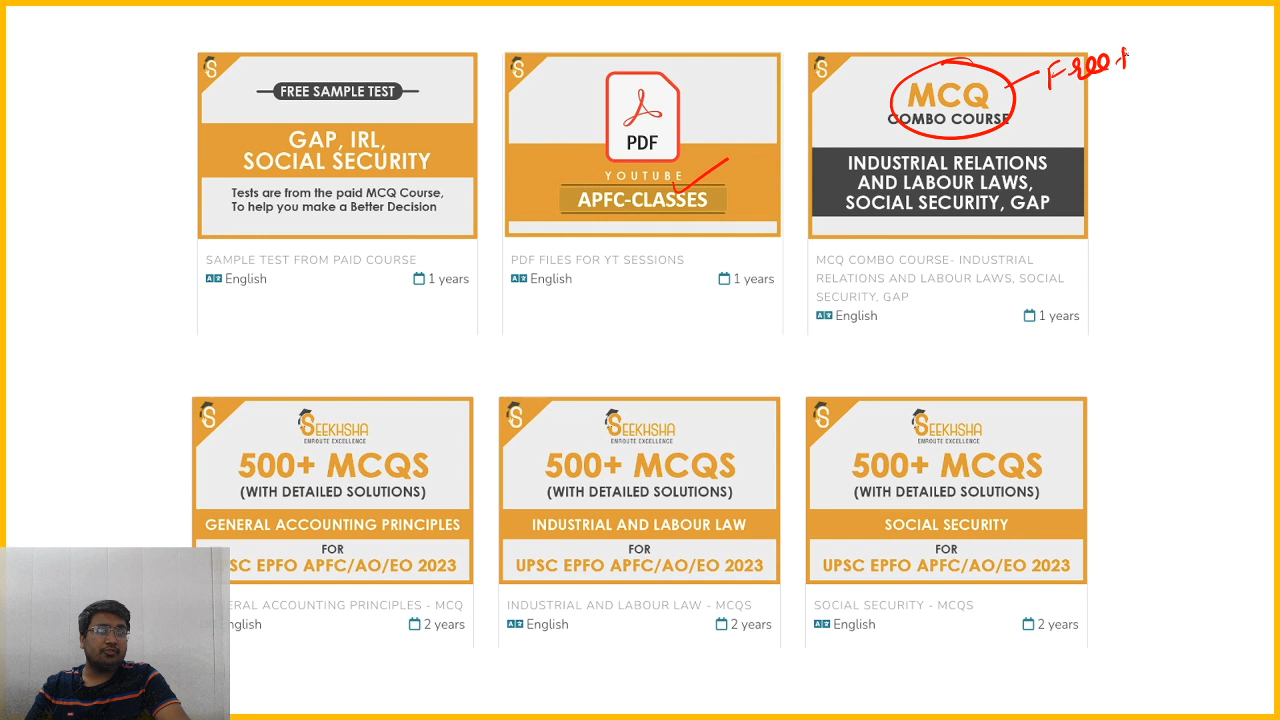 FREE SAMPLE TEST
GAP, IRL,
SOCIAL SECURITY
Tests are from the paid MCQ Course,
To help you make a Better Decision
SAMPLE TEST FROM PAID COURSE
English
1 years
PDF
YOUTUBE
APFC-CLASSES
PDF FILES FOR YT SESSIONS
English
1 years
MCQ
COMBO COURSE
Free
INDUSTRIAL RELATIONS
AND LABOUR LAWS,
SOCIAL SECURITY, GAP
MCQ COMBO COURSE- INDUSTRIAL
RELATIONS AND LABOUR LAWS, SOCIAL
SECURITY, GAP
English
1 years
SEEKHSHA
ENROUTE EXCELLENCE
500+ MCQS
(WITH DETAILED SOLUTIONS)
GENERAL ACCOUNTING PRINCIPLES
FOR
SC EPFO APFC/AO/EO 2023
ERAL ACCOUNTING PRINCIPLES - MCQ
nglish
2 years
SEEKHSHA
ENROUTE EXCELLENCE
500+ MCQS
(WITH DETAILED SOLUTIONS)
INDUSTRIAL AND LABOUR LAW
FOR
UPSC EPFO APFC/AO/EO 2023
INDUSTRIAL AND LABOUR LAW - MCQS
English
2 years
SEEKHSHA
ENROUTE EXCELLENCE
500+ MCQS
(WITH DETAILED SOLUTIONS)
SOCIAL SECURITY
FOR
UPSC EPFO APFC/AO/EO 2023
SOCIAL SECURITY - MCQS
English
2 years